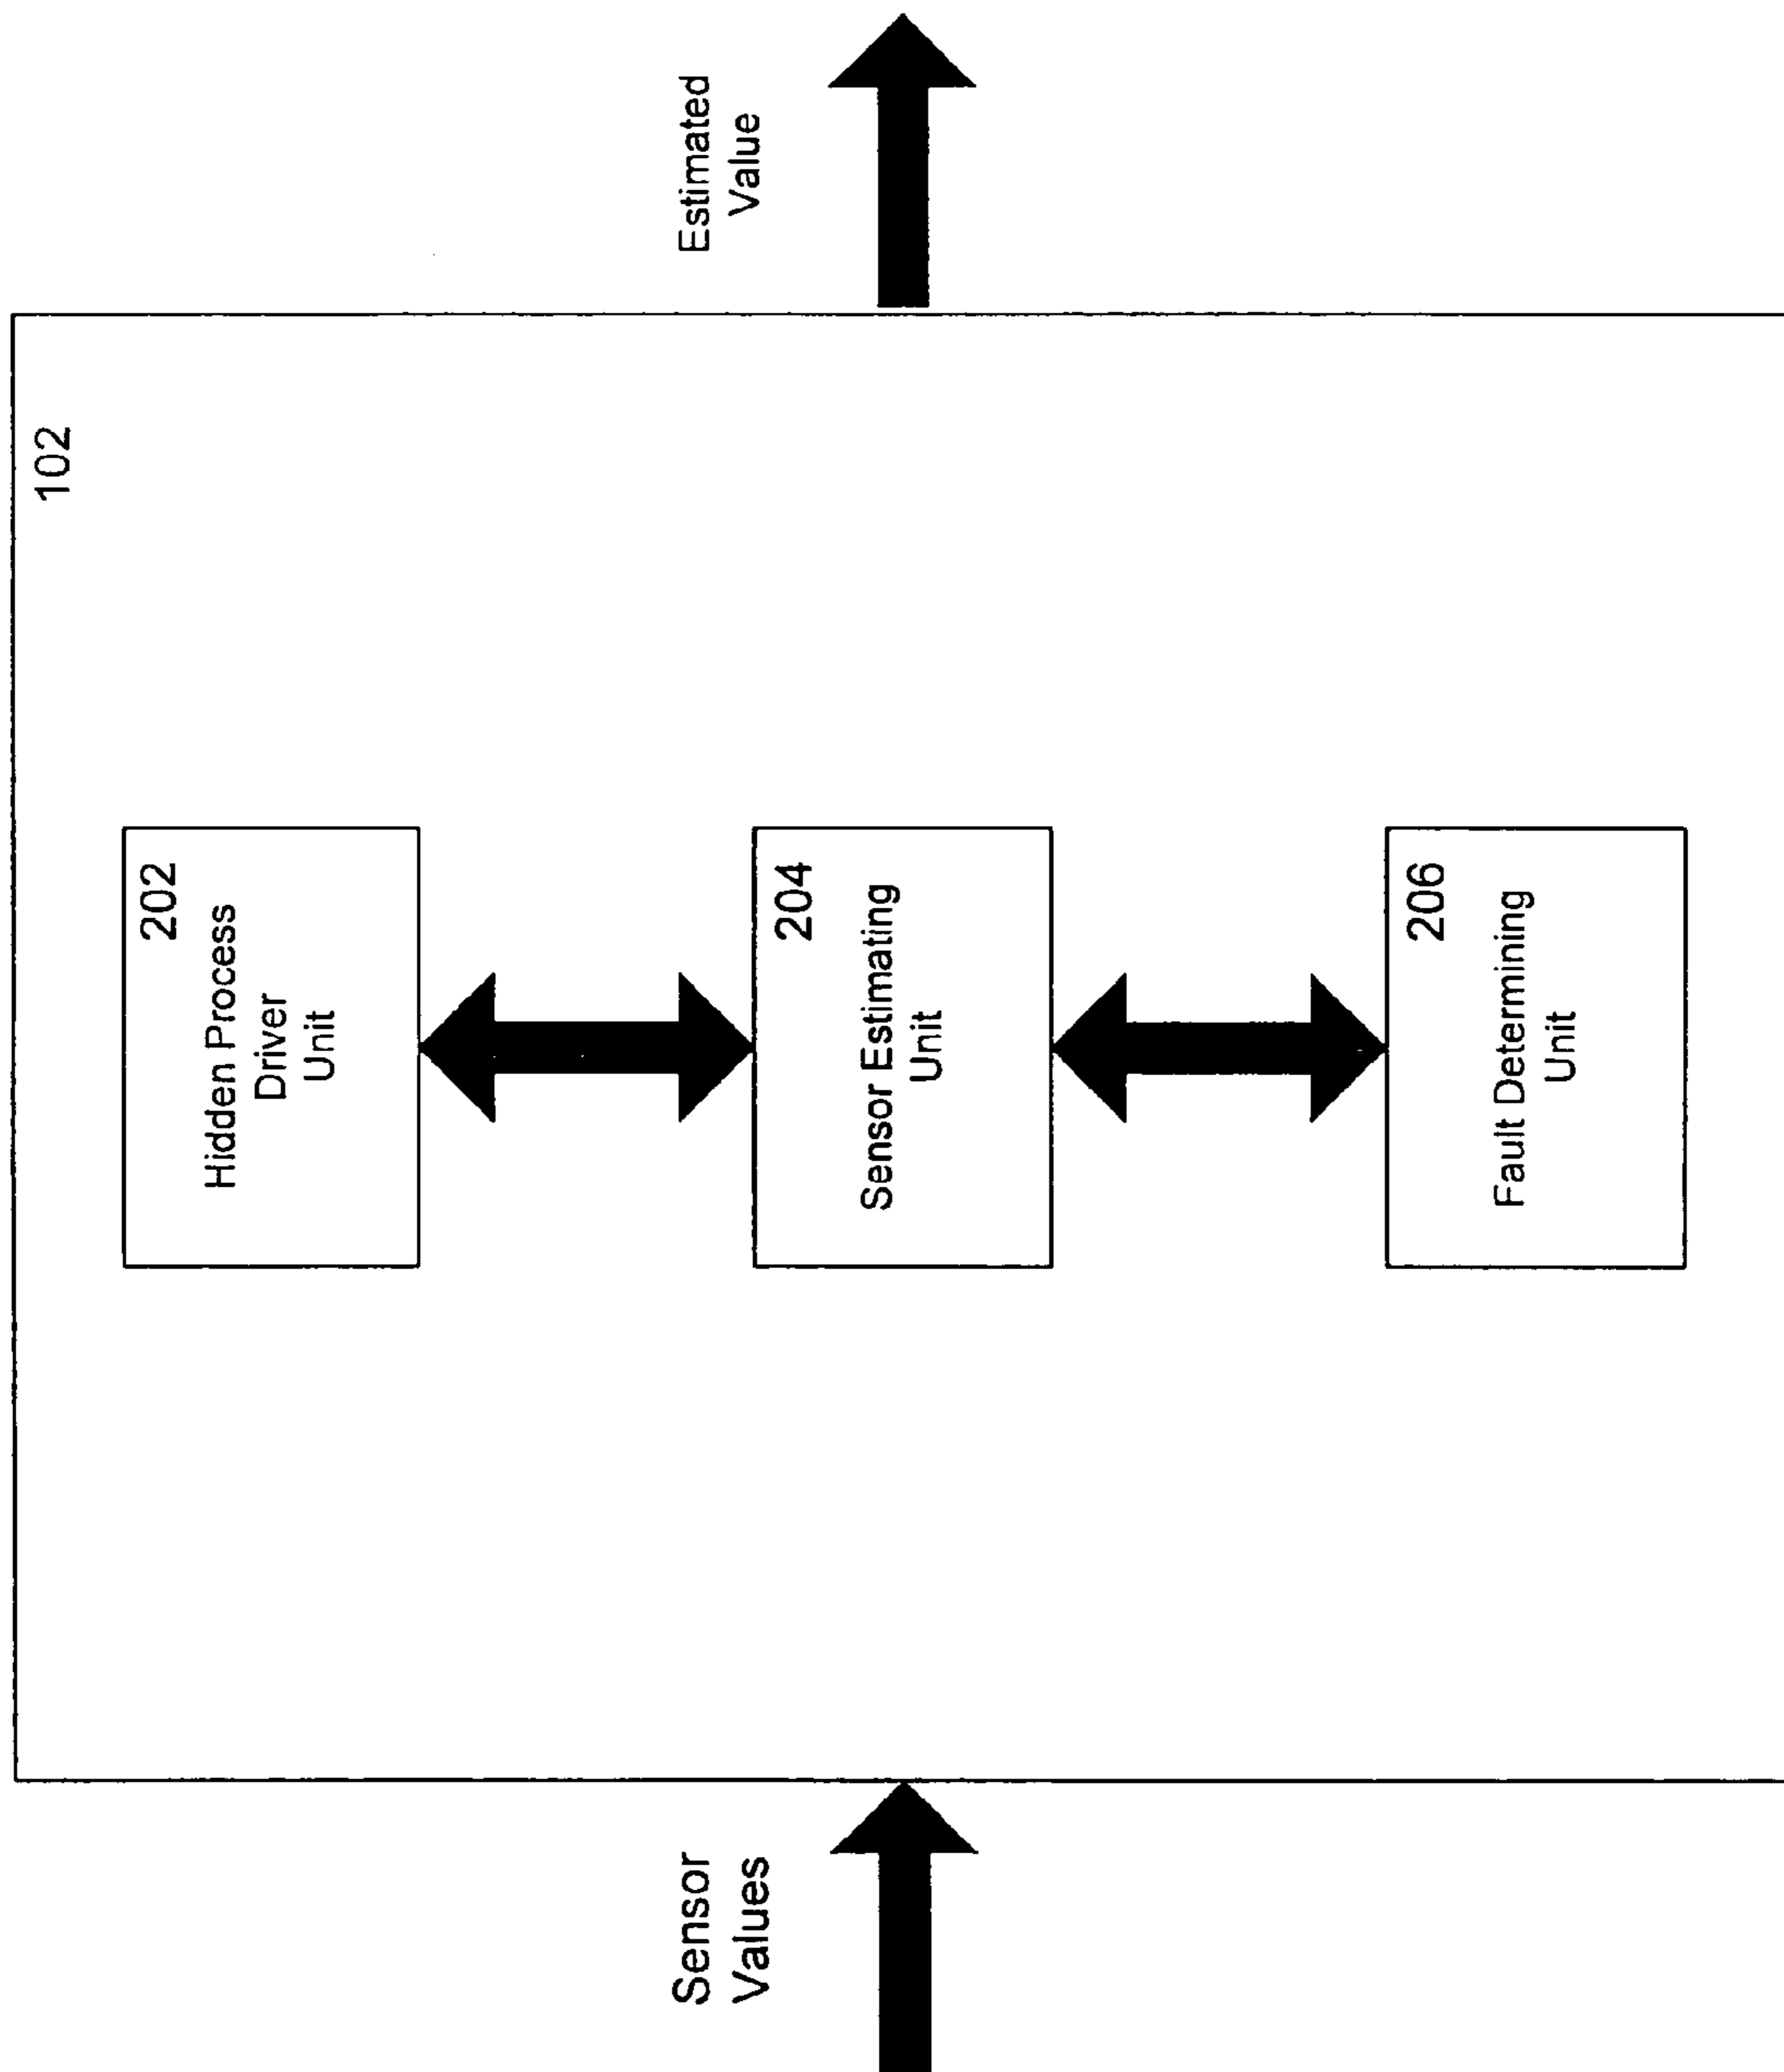 102
202
Hidden Process
Driver
Unit
204
Sensor Estimating
Unit
206
Fault Determining
Unit
Sensor
Values
Estimated
Value